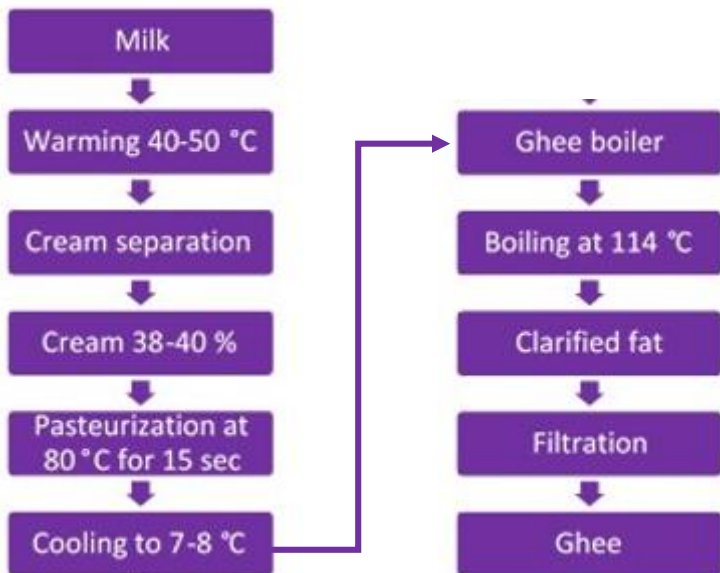 Milk
Warming 40-50 °C
Cream separation
Cream 38-40 %
Pasteurization at
80°C for 15 sec
Cooling to 7-8 °C
Ghee boiler
Boiling at 114 °C
Clarified fat
Filtration
Ghee